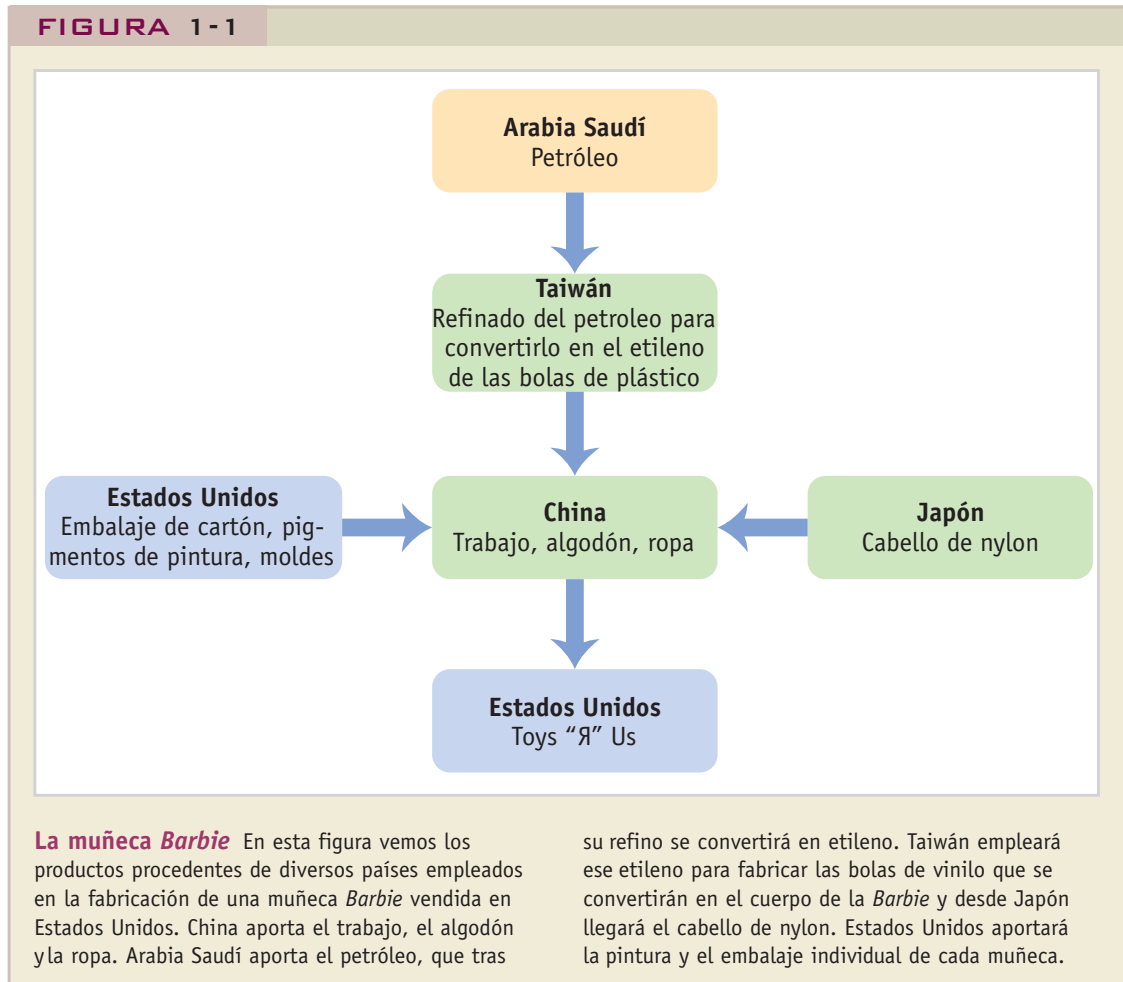 FIGURA 1-1
Arabia Saudí
Petróleo
Taiwán
Refinado del petroleo para
convertirlo en el etileno
de las bolas de plástico
Estados Unidos
Embalaje de cartón, pig-
mentos de pintura, moldes
China
Trabajo, algodón, ropa
Japón
Cabello de nylon
Estados Unidos
Toys “Я” Us
La muñeca Barbie En esta figura vemos los
productos procedentes de diversos países empleados
en la fabricación de una muñeca Barbie vendida en
Estados Unidos. China aporta el trabajo, el algodón
y la ropa. Arabia Saudí aporta el petróleo, que tras
su refino se convertirá en etileno. Taiwán empleará
ese etileno para fabricar las bolas de vinilo que se
convertirán en el cuerpo de la Barbie y desde Japón
llegará el cabello de nylon. Estados Unidos aportará
la pintura y el embalaje individual de cada muñeca.